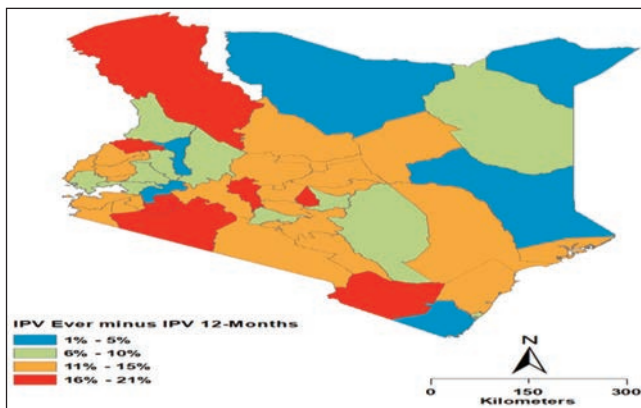 IPV Ever minus IPV 12-Months
1% - 5%
6% - 10%
11% - 15%
16% - 21%
N
0 150 300
Kilometers